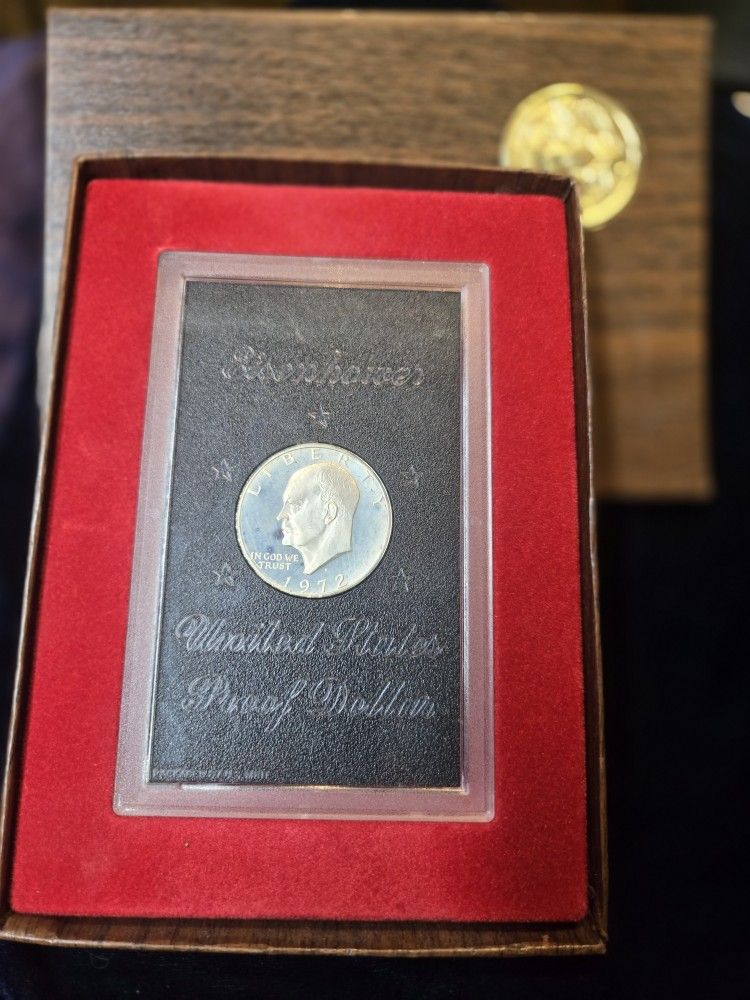 Eisenhower
LIBERTY
IN GOD WE
TRUST
1972
United States
Proof Dollar